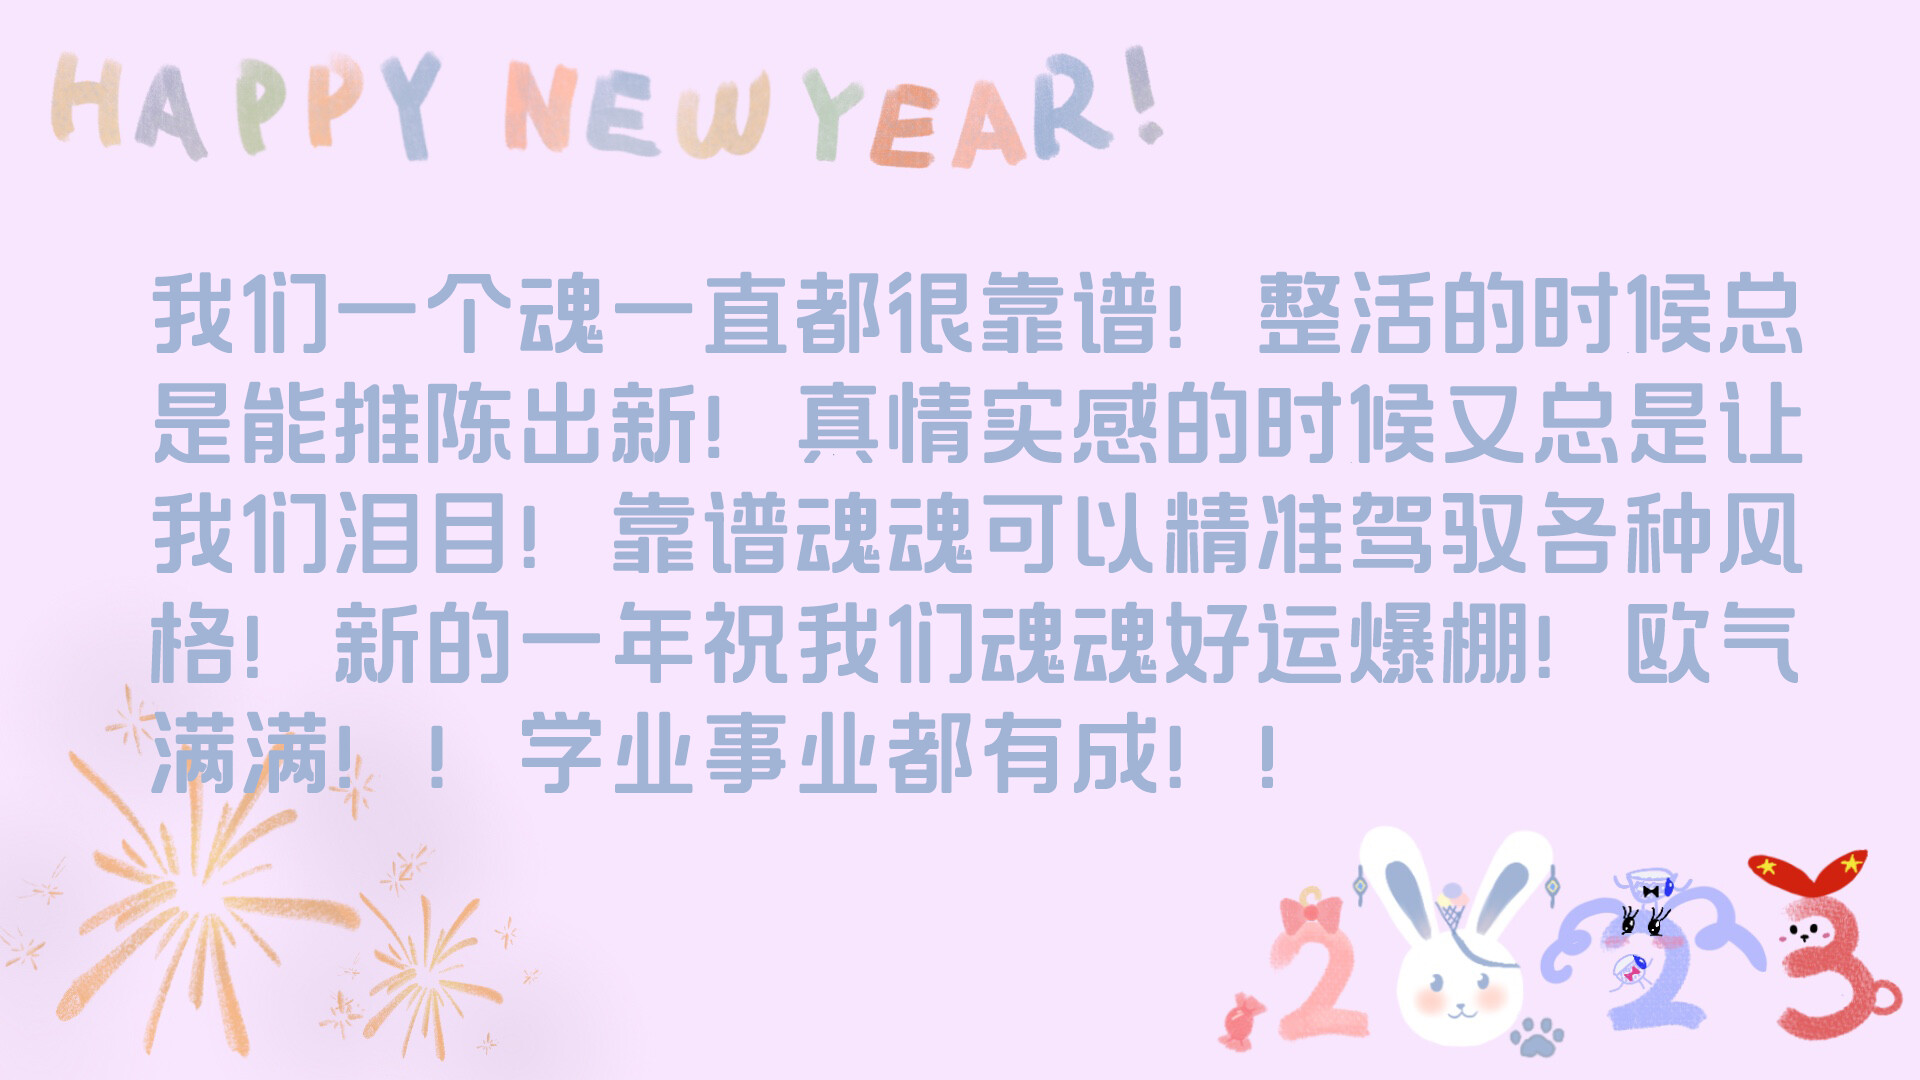 HAPPY NEW YEAR!
我们一个魂一直都很靠谱！整活的时候总
是能推陈出新！真情实感的时候又总是让
我们泪目！靠谱魂魂可以精准驾驭各种风
格！新的一年祝我们魂魂好运爆棚！欧气
满满！！学业事业都有成！！
2023